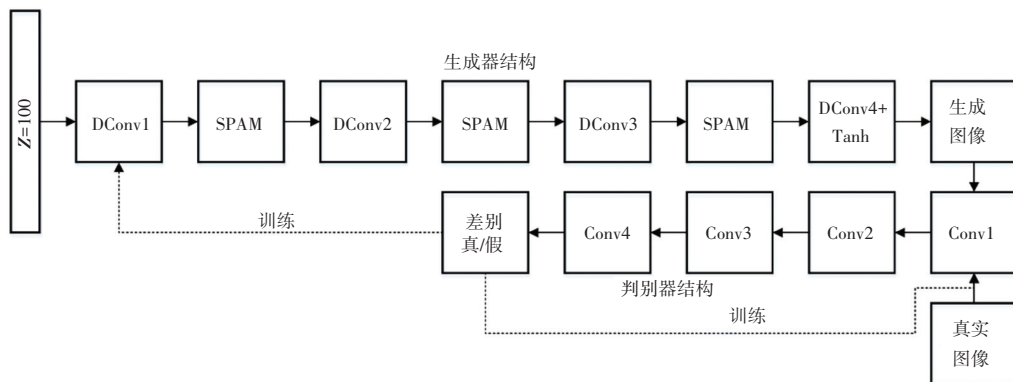 生成器结构
Z=100
DConv1
SPAM
DConv2
SPAM
DConv3
SPAM
DConv4+
Tanh
生成
图像
训练
差别
真/假
Conv4
Conv3
Conv2
Conv1
判别器结构
训练
真实
图像